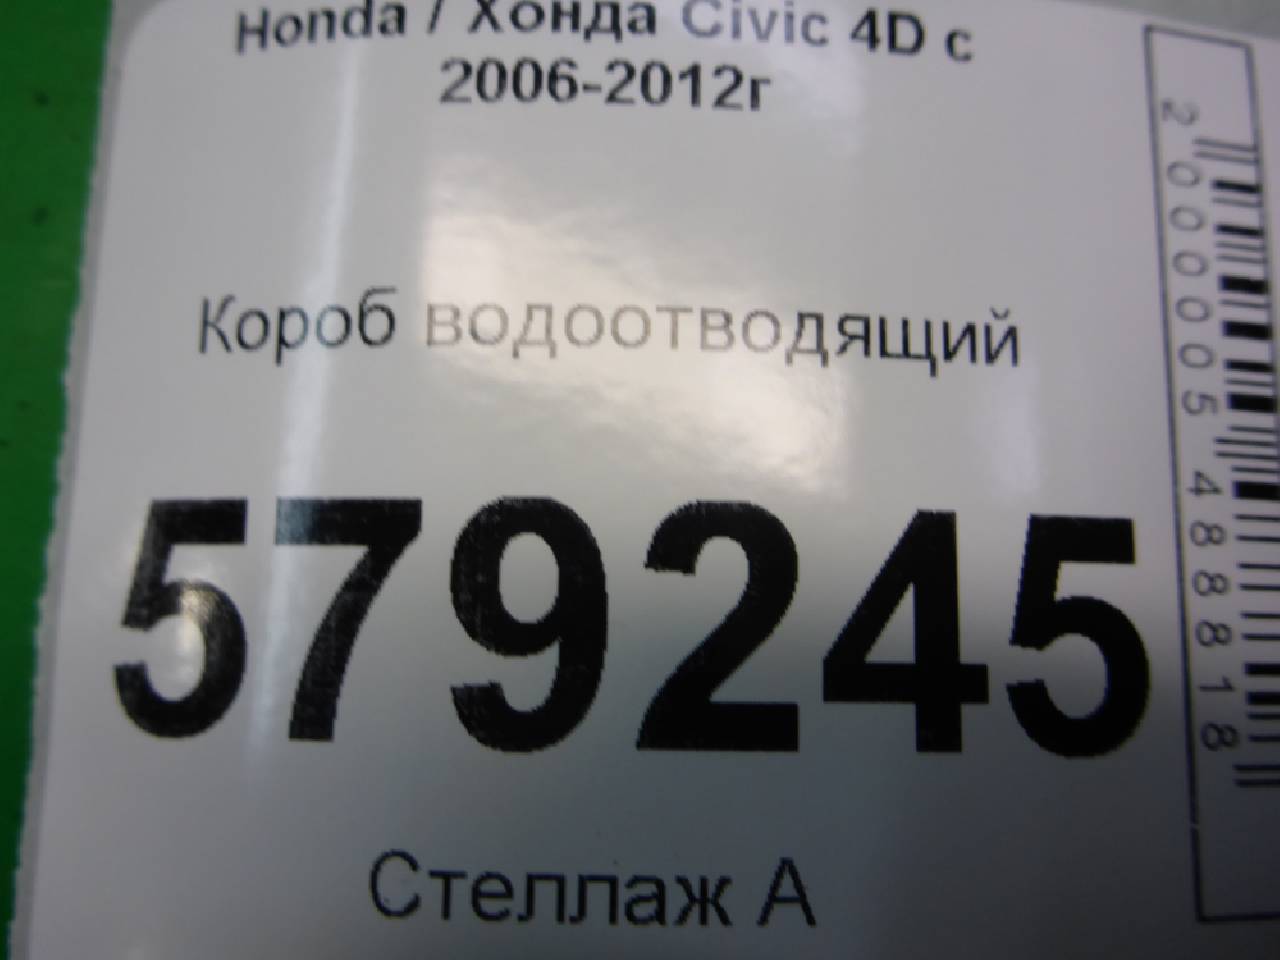 Honda / Хонда Civic 4D с
2006-2012г
Короб водоотводящий
579245
Стеллаж А
2000005488818